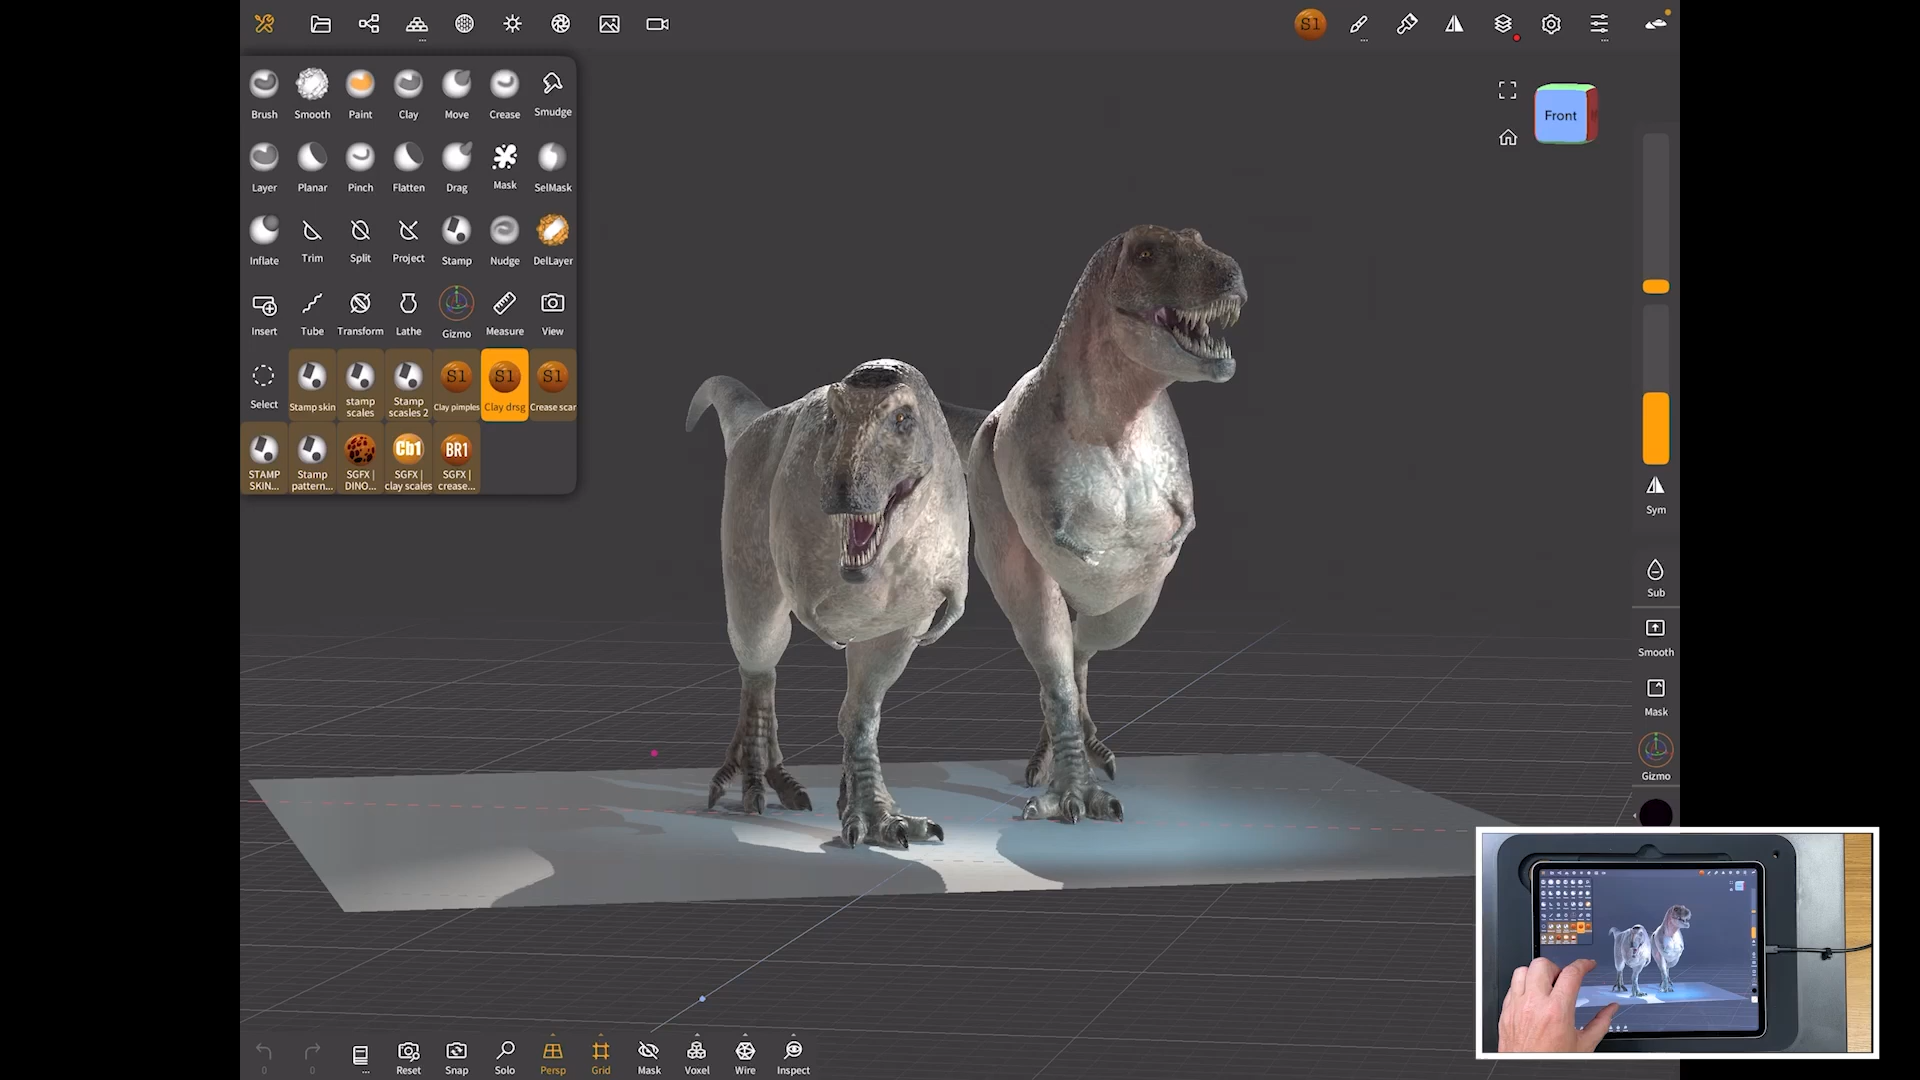 S1
Brush Smooth Paint Clay Move Crease Smudge
Front
Layer Planar Pinch Flatten Drag Mask SelMask
Inflate Trim Split Project Stamp Nudge DelLayer
Insert Tube Transform Lathe Gizmo Measure View
S1 S1 S1
Select Stamp skin stamp scales Stamp scasles 2 Clay pimples Clay drsg Crease scar
Cb1 BR1
STAMP SKIN... Stamp pattern... SGFX | DINO... SGFX | clay scales SGFX | crease...
Sym
Sub
Smooth
Mask
Gizmo
0 0 ... Reset Snap Solo Persp Grid Mask Voxel Wire Inspect